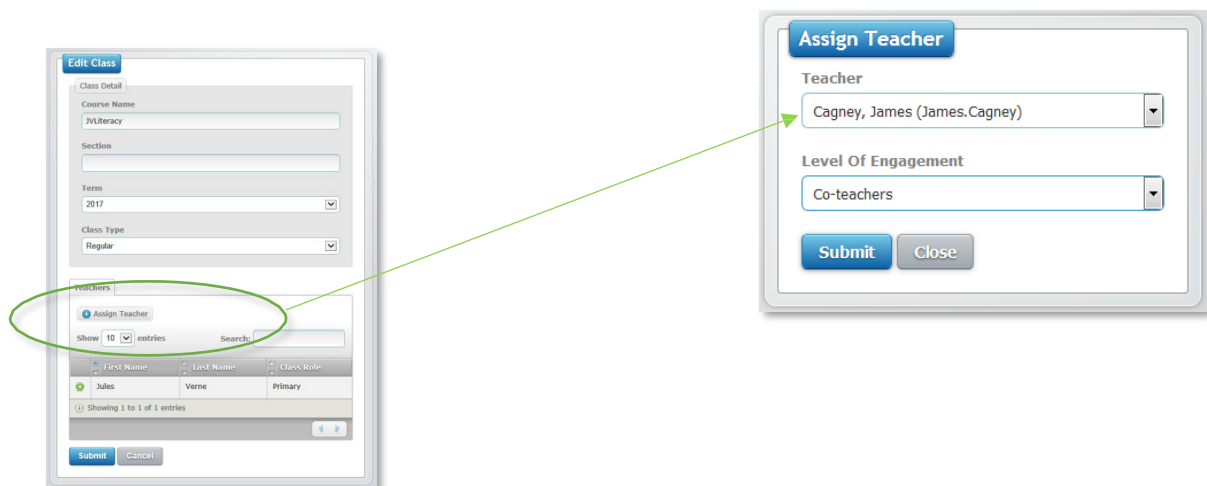 Edit Class
Class Detail
Course Name
JVLiteracy
Section
Term
2017
Class Type
Regular
Teachers
Assign Teacher
Show 10 entries Search:
First Name Last Name Class Role
Jules Verne Primary
Showing 1 to 1 of 1 entries
Submit Cancel
Assign Teacher
Teacher
Cagney, James (James.Cagney)
Level Of Engagement
Co-teachers
Submit Close